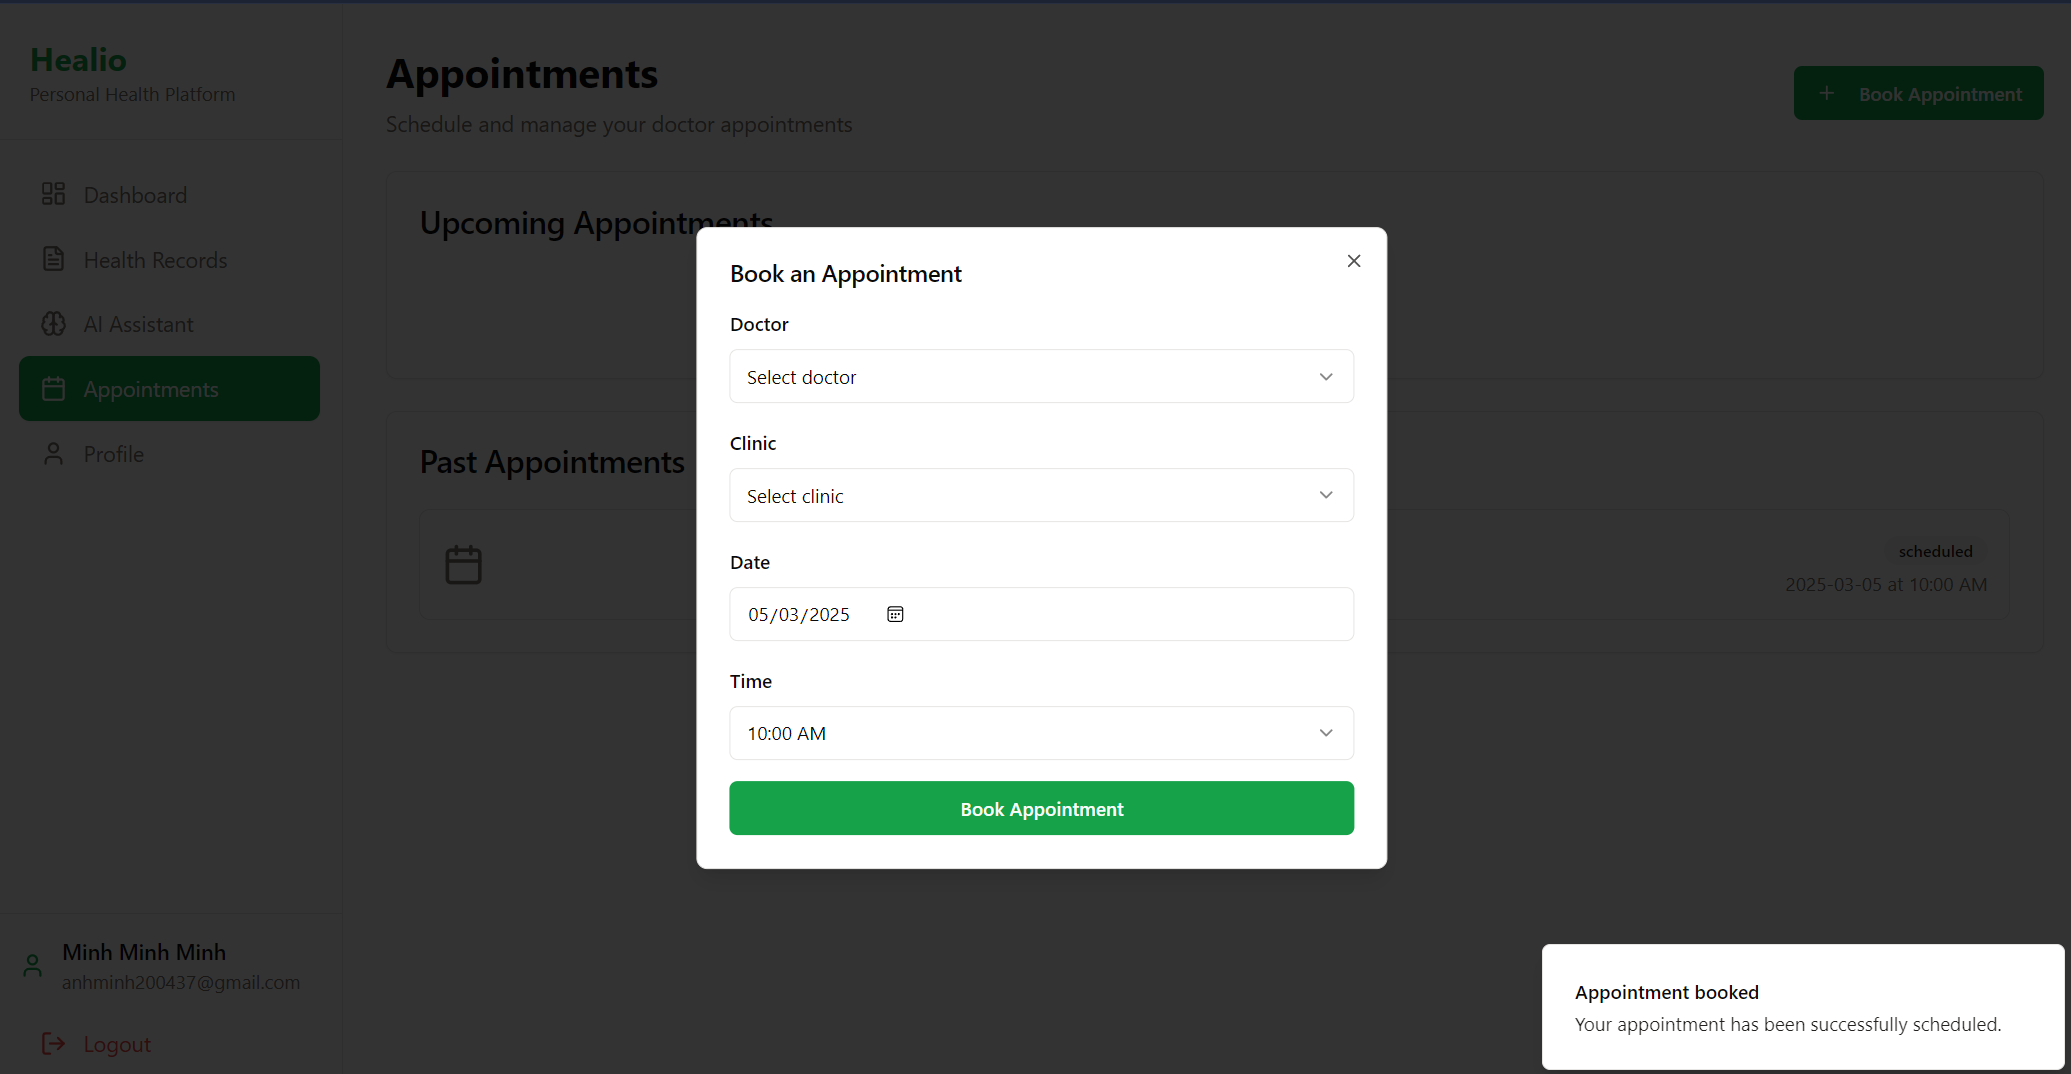 Healio
Personal Health Platform
Dashboard
Health Records
AI Assistant
Appointments
Profile
Minh Minh Minh
anhminh200437@gmail.com
Logout
Appointments
Schedule and manage your doctor appointments
+ Book Appointment
Upcoming Appointments
Past Appointments
scheduled
2025-03-05 at 10:00 AM
Book an Appointment
Doctor
Select doctor
Clinic
Select clinic
Date
05/03/2025
Time
10:00 AM
Book Appointment
Appointment booked
Your appointment has been successfully scheduled.